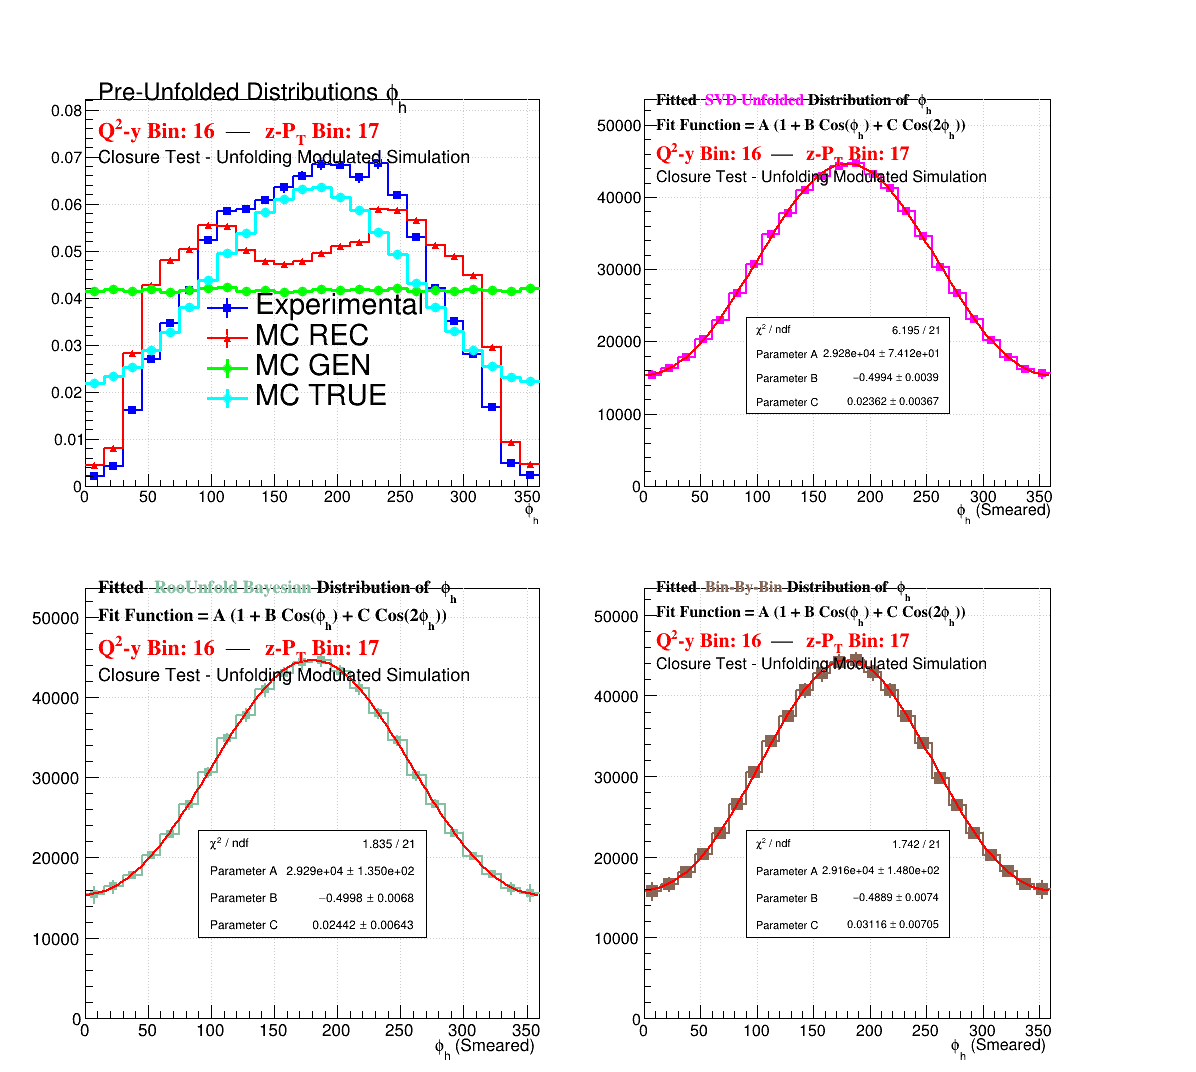 Pre-Unfolded Distributions ϕh
Q²-y Bin: 16 — z-PT Bin: 17
Closure Test - Unfolding Modulated Simulation
0.08
0.07
0.06
0.05
0.04
0.03
0.02
0.01
0
Experimental
MC REC
MC GEN
MC TRUE
0 50 100 150 200 250 300 350
ϕh
Fitted SVD Unfolded Distribution of ϕh
Fit Function = A (1 + B Cos(ϕh) + C Cos(2ϕh))
Q²-y Bin: 16 — z-PT Bin: 17
Closure Test - Unfolding Modulated Simulation
50000
40000
30000
20000
10000
0
χ² / ndf 6.195 / 21
Parameter A 2.928e+04 ± 7.412e+01
Parameter B −0.4994 ± 0.0039
Parameter C 0.02362 ± 0.00367
0 50 100 150 200 250 300 350
ϕh (Smeared)
Fitted RooUnfold Bayesian Distribution of ϕh
Fit Function = A (1 + B Cos(ϕh) + C Cos(2ϕh))
Q²-y Bin: 16 — z-PT Bin: 17
Closure Test - Unfolding Modulated Simulation
50000
40000
30000
20000
10000
0
χ² / ndf 1.835 / 21
Parameter A 2.929e+04 ± 1.350e+02
Parameter B −0.4998 ± 0.0068
Parameter C 0.02442 ± 0.00643
0 50 100 150 200 250 300 350
ϕh (Smeared)
Fitted Bin-By-Bin Distribution of ϕh
Fit Function = A (1 + B Cos(ϕh) + C Cos(2ϕh))
Q²-y Bin: 16 — z-PT Bin: 17
Closure Test - Unfolding Modulated Simulation
50000
40000
30000
20000
10000
0
χ² / ndf 1.742 / 21
Parameter A 2.916e+04 ± 1.480e+02
Parameter B −0.4889 ± 0.0074
Parameter C 0.03116 ± 0.00705
0 50 100 150 200 250 300 350
ϕh (Smeared)